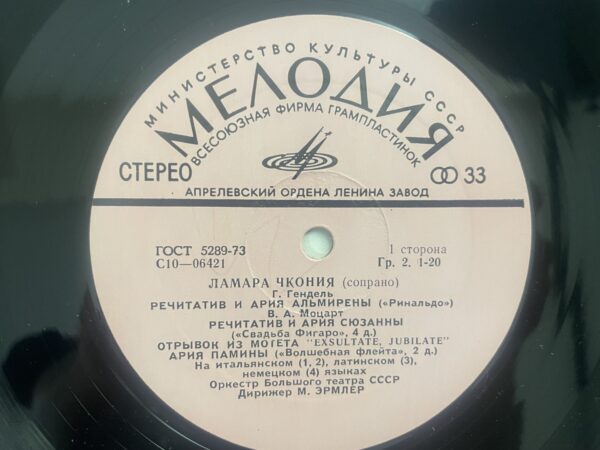 МИНИСТЕРСТВО КУЛЬТУРЫ СССР
МЕЛОДИЯ
ВСЕСОЮЗНАЯ ФИРМА ГРАМПЛАСТИНОК
СТЕРЕО
33
АПРЕЛЕВСКИЙ ОРДЕНА ЛЕНИНА ЗАВОД
ГОСТ 5289-73
1 сторона
С10—06421
Гр. 2. 1-20
ЛАМАРА ЧКОНИЯ (сопрано)
Г. Гендель
РЕЧИТАТИВ И АРИЯ АЛЬМИРЕНЫ («Ринальдо»)
В. А. Моцарт
РЕЧИТАТИВ И АРИЯ СЮЗАННЫ
(«Свадьба Фигаро», 4 д.)
ОТРЫВОК ИЗ МОТЕТА "EXSULTATE, JUBILATE"
АРИЯ ПАМИНЫ («Волшебная флейта», 2 д.)
На итальянском (1, 2), латинском (3),
немецком (4) языках
Оркестр Большого театра СССР
Дирижер М. ЭРМЛЕР